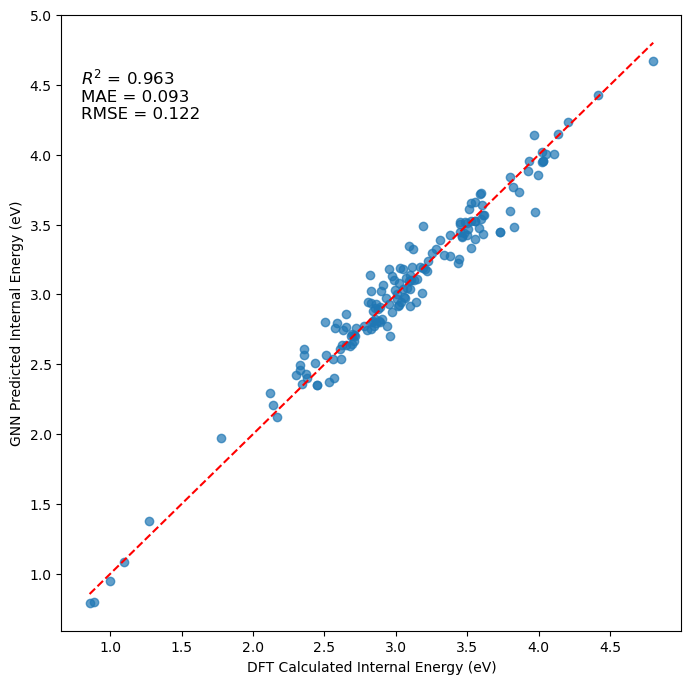 5.0
4.5
4.0
3.5
3.0
2.5
2.0
1.5
1.0
GNN Predicted Internal Energy (eV)
R² = 0.963
MAE = 0.093
RMSE = 0.122
1.0 1.5 2.0 2.5 3.0 3.5 4.0 4.5
DFT Calculated Internal Energy (eV)